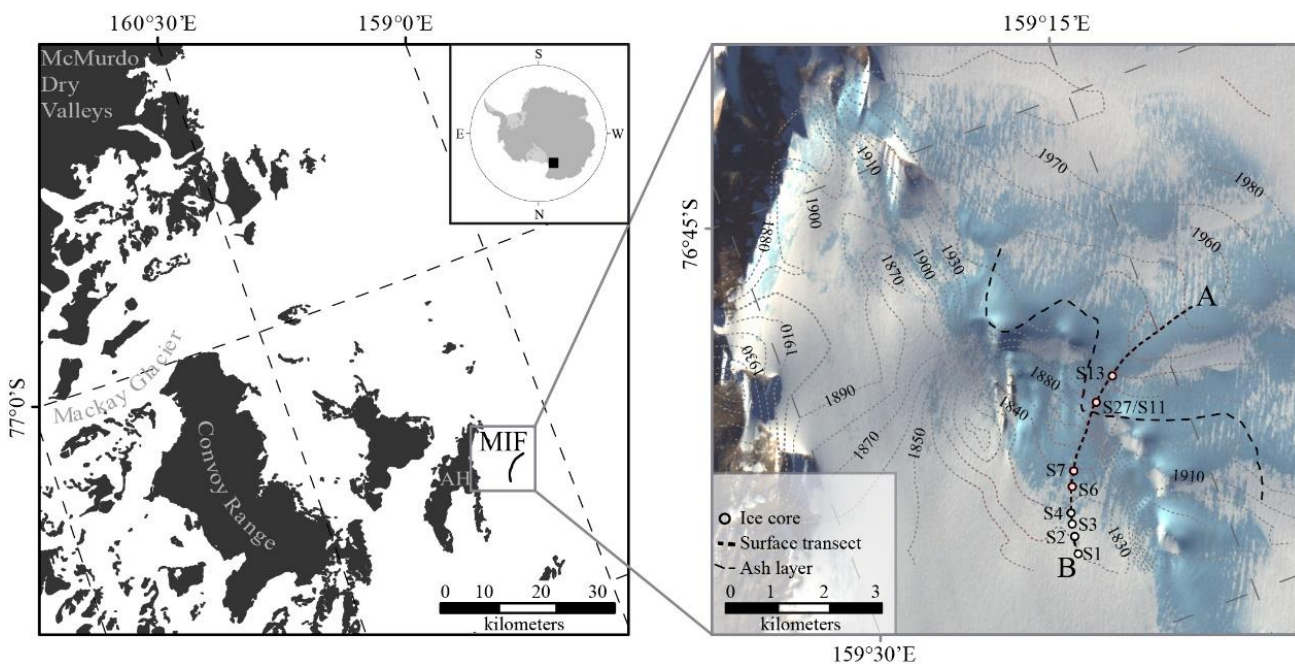 160°30'E
159°0'E
159°15'E
McMurdo
Dry
Valleys
S
E
W
N
77°0'S
Mackay Glacier
Convoy Range
AH
MIF
0 10 20 30
kilometers
76°45'S
1910
1900
1880
1870
1900
1930
1970
1980
1960
A
1910
1930
1890
1870
1850
1880
1840
S13
S27/S11
S7
S6
1910
S4
S3
S2
1830
S1
B
Ice core
Surface transect
Ash layer
0 1 2 3
kilometers
159°30'E